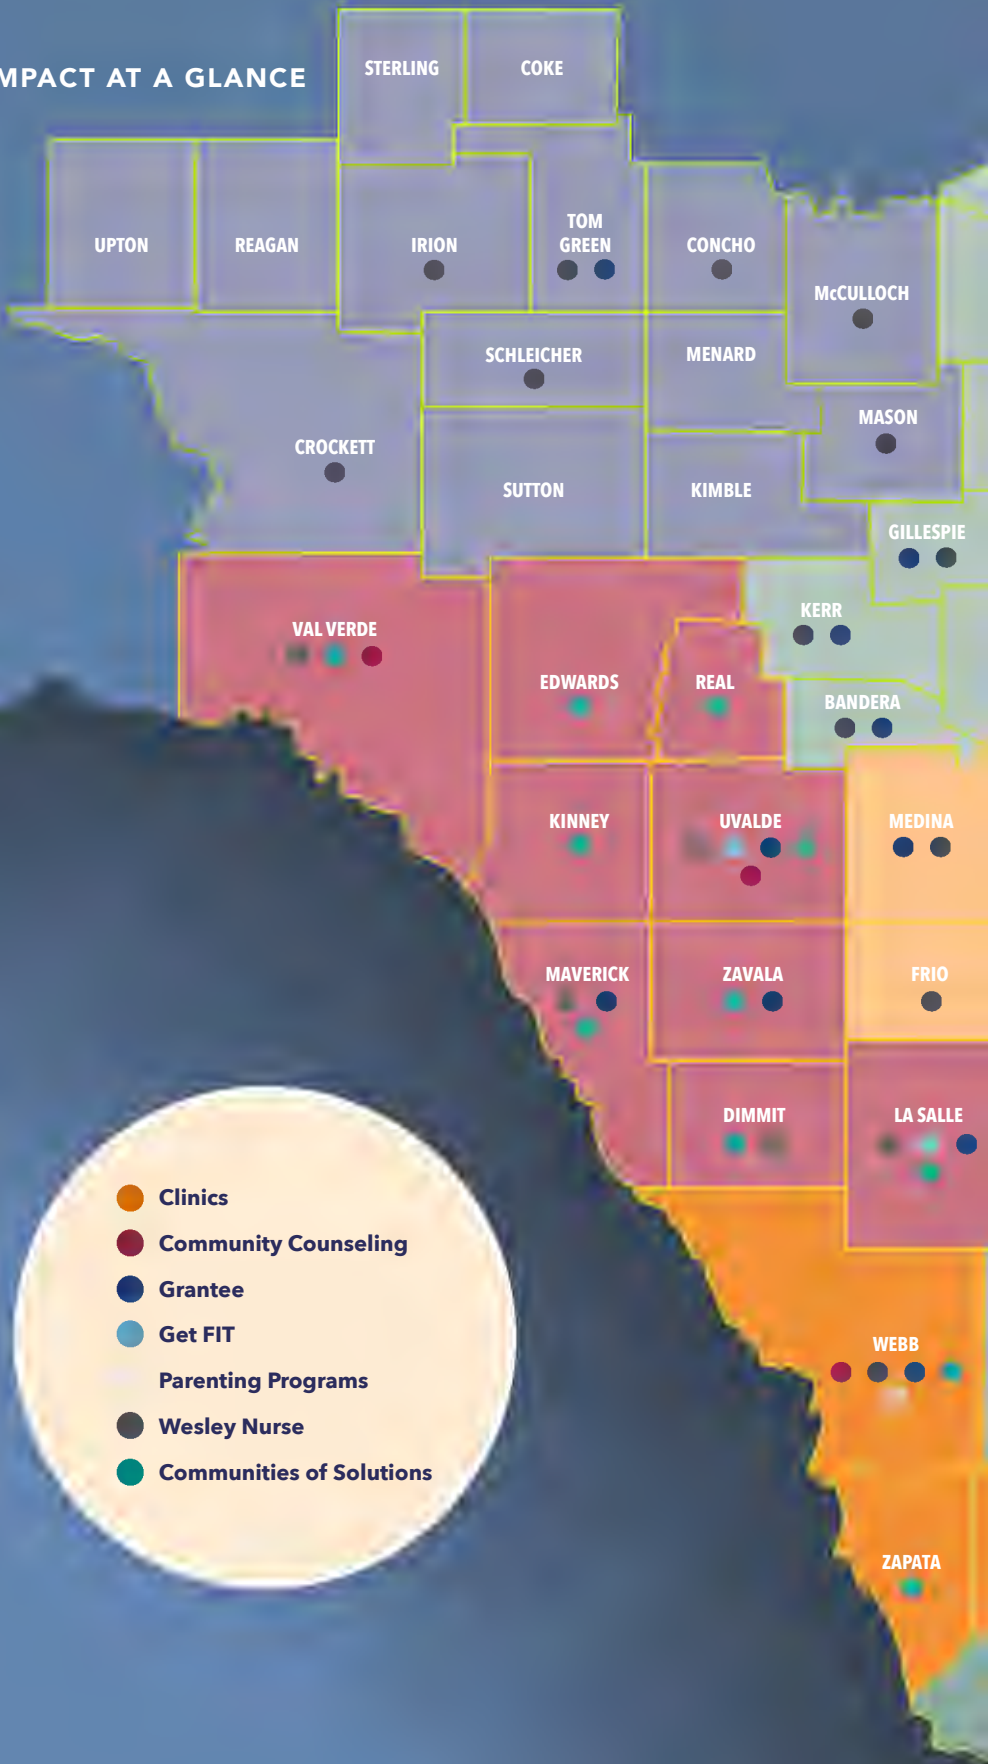 MPACT AT A GLANCE
STERLING
COKE
UPTON
REAGAN
IRION
TOM
GREEN
CONCHO
McCULLOCH
SCHLEICHER
MENARD
MASON
CROCKETT
SUTTON
KIMBLE
GILLESPIE
VAL VERDE
KERR
EDWARDS
REAL
BANDERA
KINNEY
UVALDE
MEDINA
MAVERICK
ZAVALA
FRIO
DIMMIT
LA SALLE
Clinics
Community Counseling
Grantee
Get FIT
Parenting Programs
Wesley Nurse
Communities of Solutions
WEBB
ZAPATA